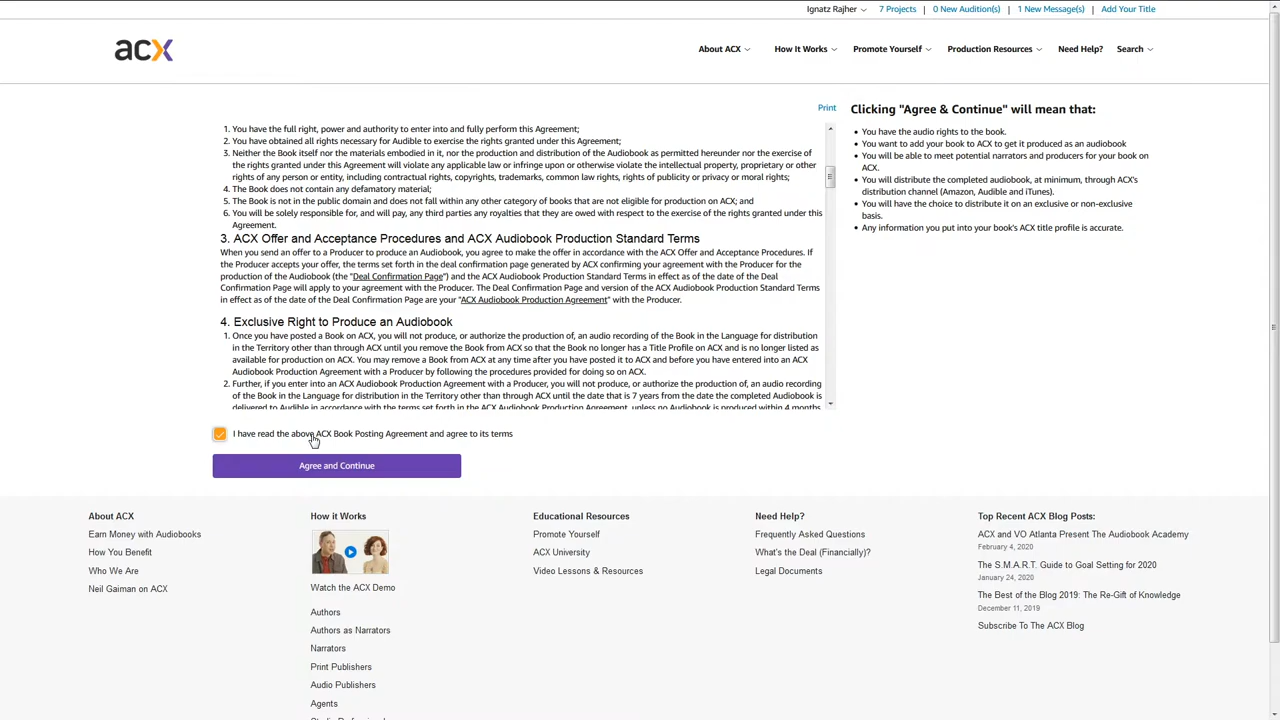 Ignatz Rajher
7 Projects | 0 New Audition(s) | 1 New Message(s) | Add Your Title
acx
About ACX
How It Works
Promote Yourself
Production Resources
Need Help?
Search
Print
1. You have the full right, power and authority to enter into and fully perform this Agreement;
2. You have obtained all rights necessary for Audible to exercise the rights granted under this Agreement;
3. Neither the Book itself nor the materials embodied in it, nor the production and distribution of the Audiobook as permitted hereunder nor the exercise of
the rights granted under this Agreement will violate any applicable law or infringe upon or otherwise violate the intellectual property, proprietary or other
rights of any person or entity, including contractual rights, copyrights, trademarks, common law rights, rights of publicity or privacy or moral rights;
4. The Book does not contain any defamatory material;
5. The Book is not in the public domain and does not fall within any other category of books that are not eligible for production on ACX; and
6. You will be solely responsible for, and will pay, any third parties any royalties that they are owed with respect to the exercise of the rights granted under this
Agreement.
3. ACX Offer and Acceptance Procedures and ACX Audiobook Production Standard Terms
When you send an offer to a Producer to produce an Audiobook, you agree to make the offer in accordance with the ACX Offer and Acceptance Procedures. If
the Producer accepts your offer, the terms set forth in the deal confirmation page generated by ACX confirming your agreement with the Producer for the
production of the Audiobook (the "Deal Confirmation Page") and the ACX Audiobook Production Standard Terms in effect as of the date of the Deal
Confirmation Page will apply to your agreement with the Producer. The Deal Confirmation Page and version of the ACX Audiobook Production Standard Terms
in effect as of the date of the Deal Confirmation Page are your "ACX Audiobook Production Agreement" with the Producer.
4. Exclusive Right to Produce an Audiobook
1. Once you have posted a Book on ACX, you will not produce, or authorize the production of, an audio recording of the Book in the Language for distribution
in the Territory other than through ACX until you remove the Book from ACX so that the Book no longer has a Title Profile on ACX and is no longer listed as
available for production on ACX. You may remove a Book from ACX at any time after you have posted it to ACX and before you have entered into an ACX
Audiobook Production Agreement with a Producer by following the procedures provided for doing so on ACX.
2. Further, if you enter into an ACX Audiobook Production Agreement with a Producer, you will not produce, or authorize the production of, an audio recording
of the Book in the Language for distribution in the Territory other than through ACX until the date that is 7 years from the date the completed Audiobook is
delivered to Audible in accordance with the terms set forth in the ACX Audiobook Production Agreement, unless no Audiobook is produced within 4 months
Clicking "Agree & Continue" will mean that:
• You have the audio rights to the book.
• You want to add your book to ACX to get it produced as an audiobook
• You will be able to meet potential narrators and producers for your book on
ACX.
• You will distribute the completed audiobook, at minimum, through ACX's
distribution channel (Amazon, Audible and iTunes).
• You will have the choice to distribute it on an exclusive or non-exclusive
basis.
• Any information you put into your book's ACX title profile is accurate.
I have read the above ACX Book Posting Agreement and agree to its terms
Agree and Continue
About ACX
Earn Money with Audiobooks
How You Benefit
Who We Are
Neil Gaiman on ACX
How it Works
Watch the ACX Demo
Authors
Authors as Narrators
Narrators
Print Publishers
Audio Publishers
Agents
Educational Resources
Promote Yourself
ACX University
Video Lessons & Resources
Need Help?
Frequently Asked Questions
What's the Deal (Financially)?
Legal Documents
Top Recent ACX Blog Posts:
ACX and VO Atlanta Present The Audiobook Academy
February 4, 2020
The S.M.A.R.T. Guide to Goal Setting for 2020
January 24, 2020
The Best of the Blog 2019: The Re-Gift of Knowledge
December 11, 2019
Subscribe To The ACX Blog